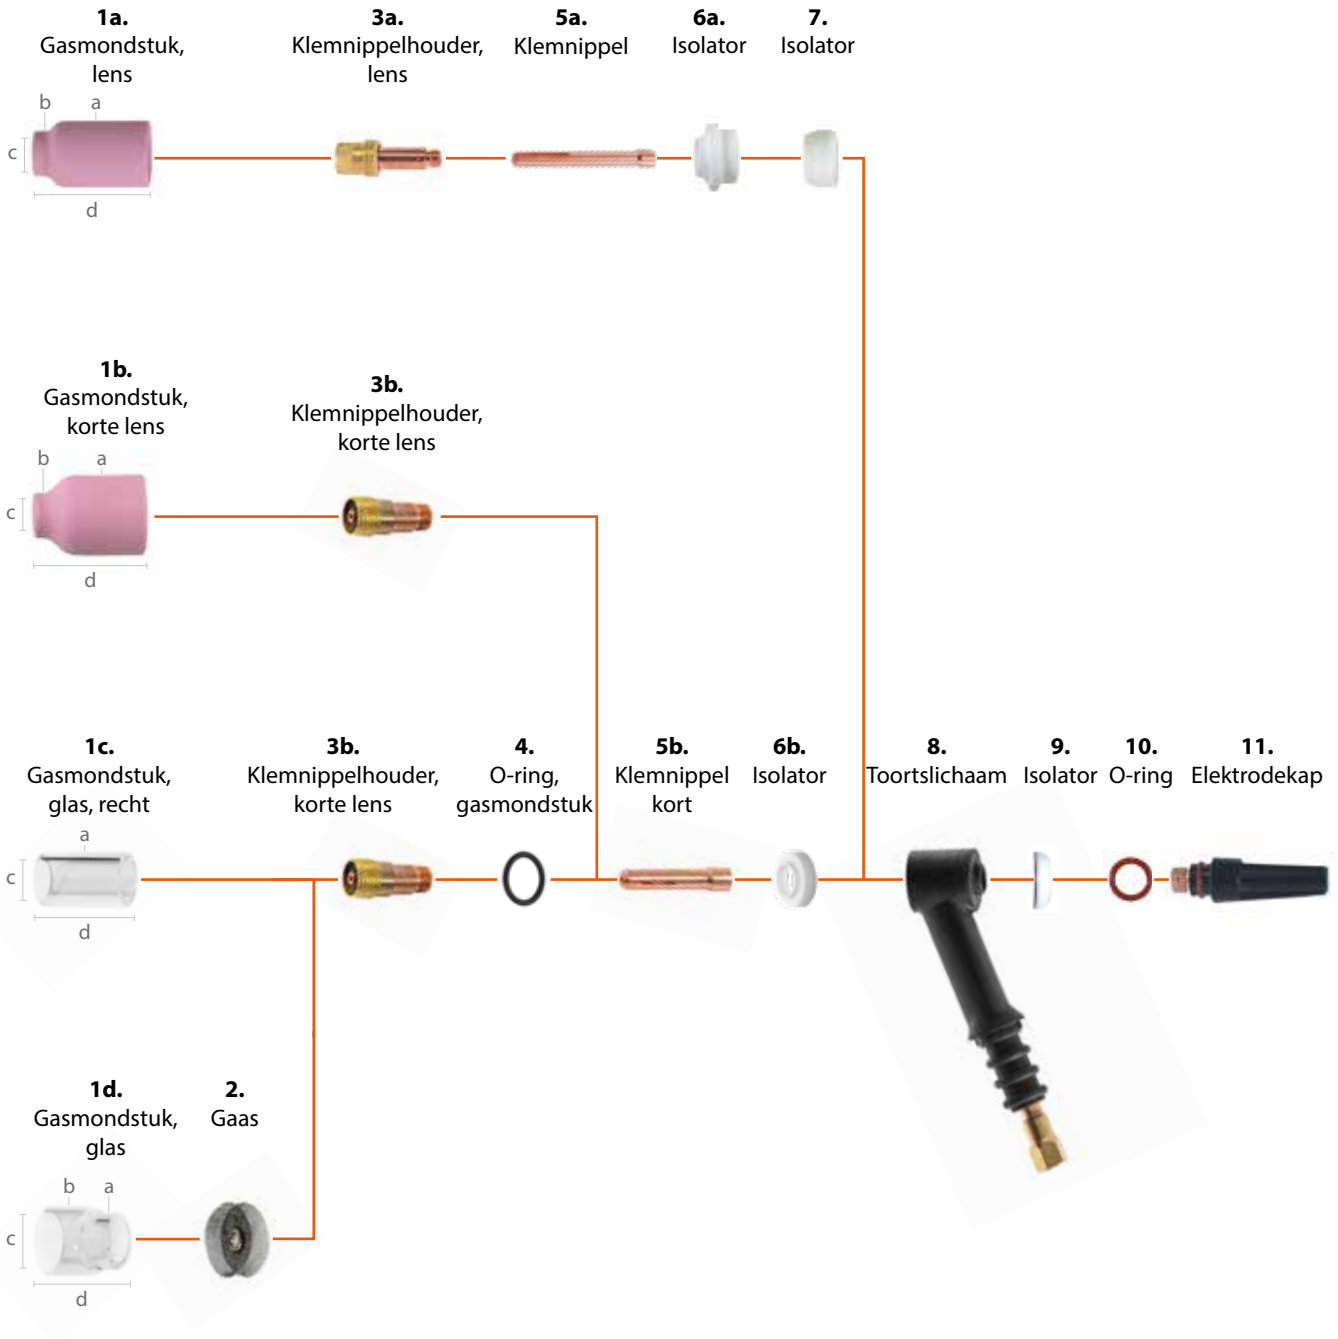 1a.
Gasmondstuk,
lens
3a.
Klemnippelhouder,
lens
5a.
Klemnippel
6a.
Isolator
7.
Isolator
b
a
c
d
1b.
Gasmondstuk,
korte lens
3b.
Klemnippelhouder,
korte lens
b
a
c
d
1c.
Gasmondstuk,
glas, recht
3b.
Klemnippelhouder,
korte lens
4.
O-ring,
gasmondstuk
5b.
Klemnippel
kort
6b.
Isolator
8.
Toortslichaam
9.
Isolator
10.
O-ring
11.
Elektrodekap
a
c
d
1d.
Gasmondstuk,
glas
2.
Gaas
b
a
c
d